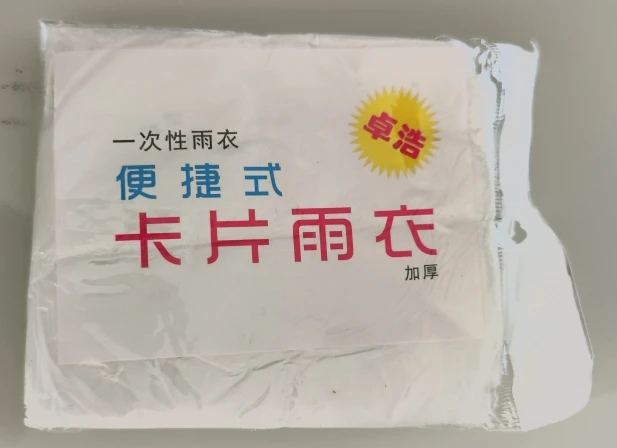 卓浩
一次性雨衣
便捷式
卡片雨衣
加厚